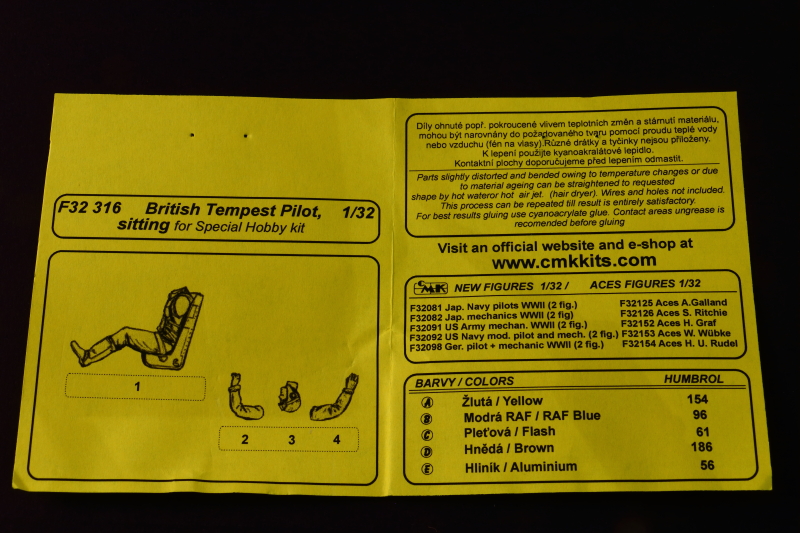 F32 316 British Tempest Pilot, 1/32
sitting for Special Hobby kit
1
2 3 4
Díly ohnuté popř. pokroucené vlivem teplotních změn a stárnutí materiálu,
mohou být narovnány do požadovaného tvaru pomocí proudu teplé vody
nebo vzduchu (fén na vlasy).Různé drátky a tyčinky nejsou přiloženy.
K lepení použijte kyanoakralátové lepidlo.
Kontaktní plochy doporučujeme před lepením odmastit.
Parts slightly distorted and bended owing to temperature changes or due
to material ageing can be straightened to requested
shape by hot wateror hot air jet. (hair dryer). Wires and holes not included.
This process can be repeated till result is entirely satisfactory.
For best results gluing use cyanoacrylate glue. Contact areas ungrease is
recomended before gluing
Visit an official website and e-shop at
www.cmkkits.com
CMK NEW FIGURES 1/32 / ACES FIGURES 1/32
F32081 Jap. Navy pilots WWII (2 fig.) F32125 Aces A.Galland
F32082 Jap. mechanics WWII (2 fig) F32126 Aces S. Ritchie
F32091 US Army mechan. WWII (2 fig.) F32152 Aces H. Graf
F32092 US Navy mod. pilot and mech. (2 fig.) F32153 Aces W. Wübke
F32098 Ger. pilot + mechanic WWII (2 fig.) F32154 Aces H. U. Rudel
BARVY / COLORS HUMBROL
A Žlutá / Yellow 154
B Modrá RAF / RAF Blue 96
C Pleťová / Flash 61
D Hnědá / Brown 186
E Hliník / Aluminium 56